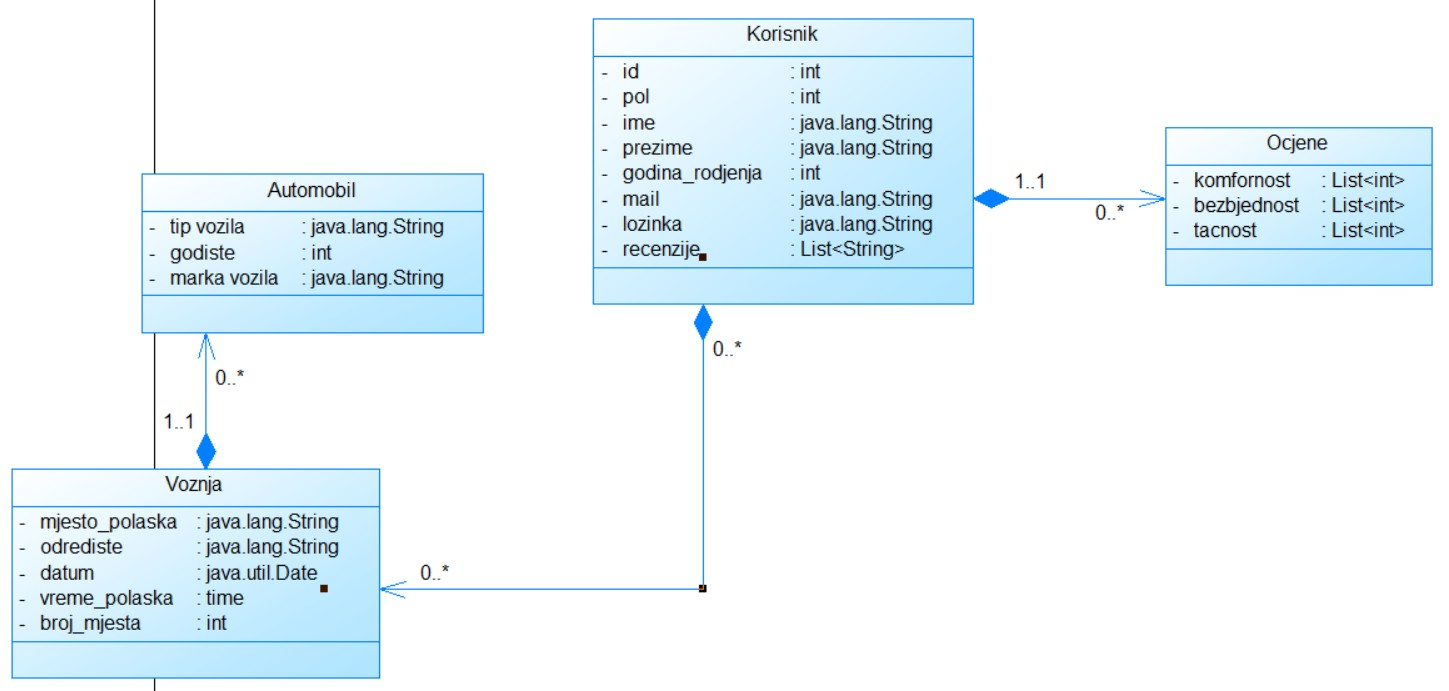 Korisnik
- id : int
- pol : int
- ime : java.lang.String
- prezime : java.lang.String
- godina_rodjenja : int
- mail : java.lang.String
- lozinka : java.lang.String
- recenzije : List<String>
1..1
0..*
Ocjene
- komfornost : List<int>
- bezbjednost : List<int>
- tacnost : List<int>
Automobil
- tip vozila : java.lang.String
- godiste : int
- marka vozila : java.lang.String
0..*
1..1
0..*
0..*
Voznja
- mjesto_polaska : java.lang.String
- odrediste : java.lang.String
- datum : java.util.Date
- vreme_polaska : time
- broj_mjesta : int